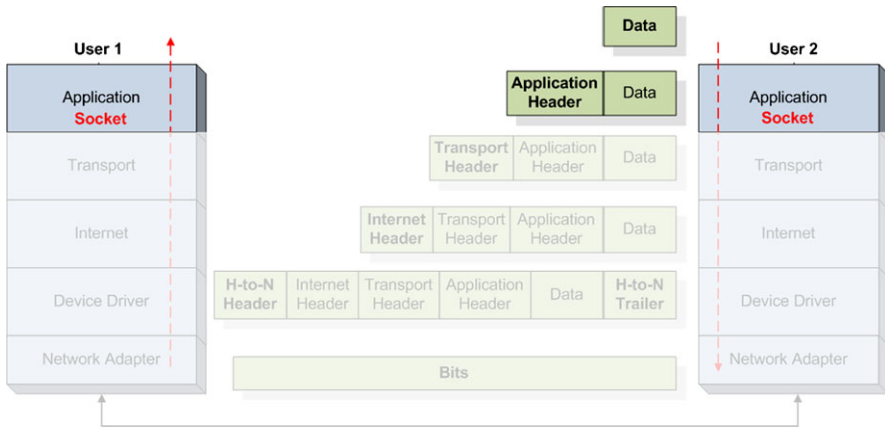 Data
User 1
User 2
Application Socket
Application Header
Data
Application Socket
Transport
Transport Header
Application Header
Data
Transport
Internet
Internet Header
Transport Header
Application Header
Data
Internet
Device Driver
H-to-N Header
Internet Header
Transport Header
Application Header
Data
H-to-N Trailer
Device Driver
Network Adapter
Bits
Network Adapter